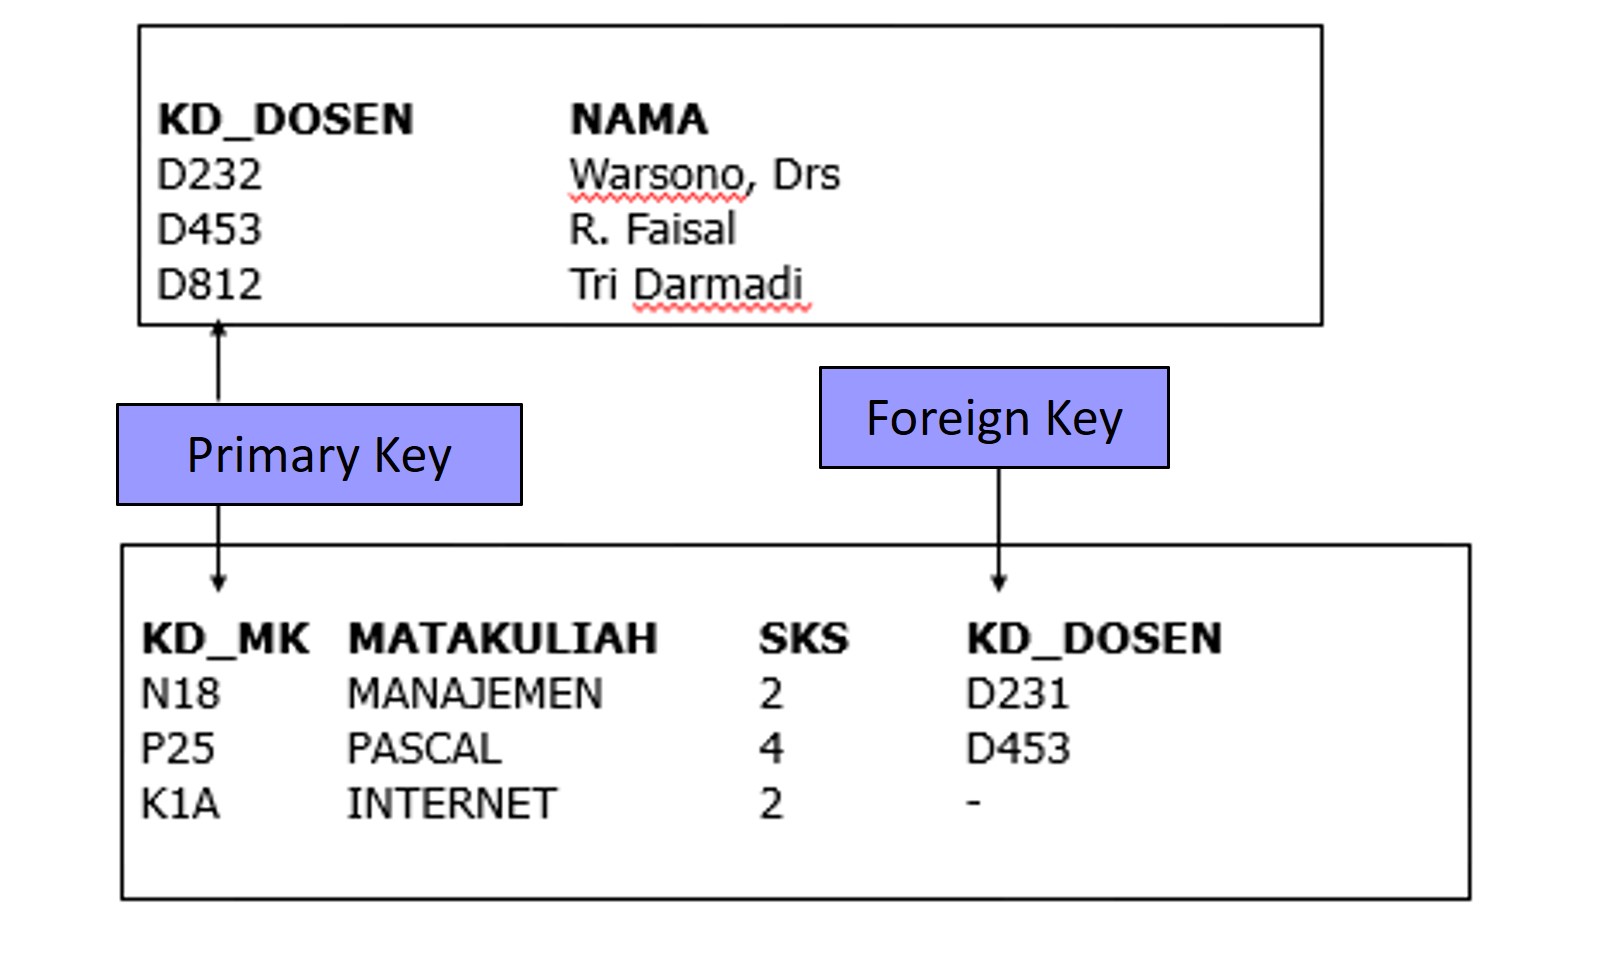 KD_DOSEN NAMA
D232 Warsono, Drs
D453 R. Faisal
D812 Tri Darmadi
Primary Key
Foreign Key
KD_MK MATAKULIAH SKS KD_DOSEN
N18 MANAJEMEN 2 D231
P25 PASCAL 4 D453
K1A INTERNET 2 -